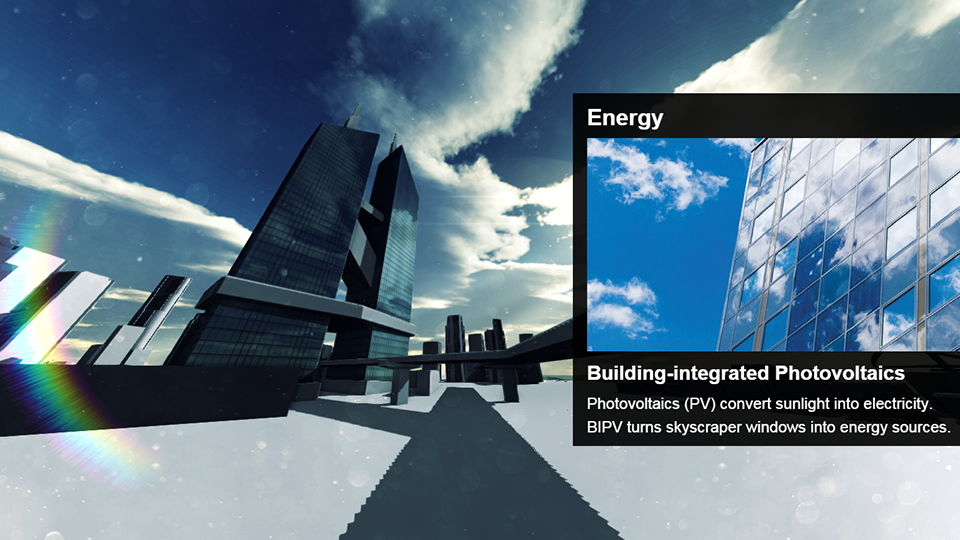 Energy
Building-integrated Photovoltaics
Photovoltaics (PV) convert sunlight into electricity.
BIPV turns skyscraper windows into energy sources.